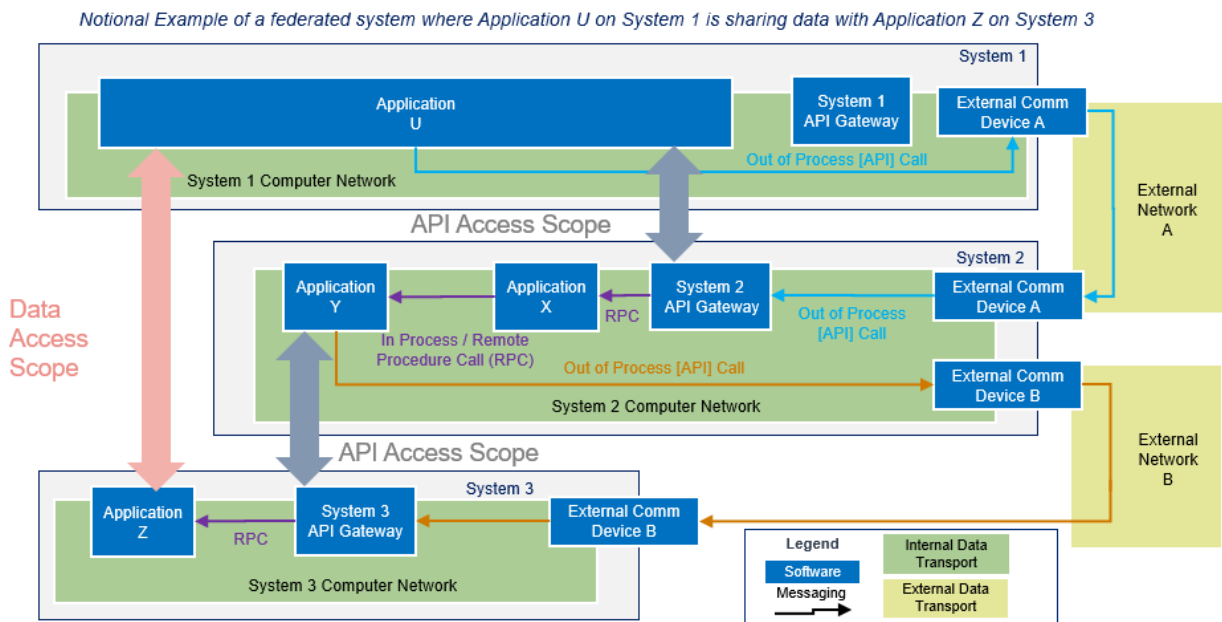 Notional Example of a federated system where Application U on System 1 is sharing data with Application Z on System 3
System 1
Application
U
System 1
API Gateway
External Comm
Device A
Out of Process [API] Call
System 1 Computer Network
External
Network
A
API Access Scope
System 2
Application
Y
Application
X
System 2
API Gateway
External Comm
Device A
RPC
Out of Process
[API] Call
In Process / Remote
Procedure Call (RPC)
Out of Process [API] Call
External Comm
Device B
System 2 Computer Network
Data
Access
Scope
External
Network
B
API Access Scope
System 3
Application
Z
System 3
API Gateway
External Comm
Device B
RPC
System 3 Computer Network
Legend
Software
Messaging
Internal Data
Transport
External Data
Transport